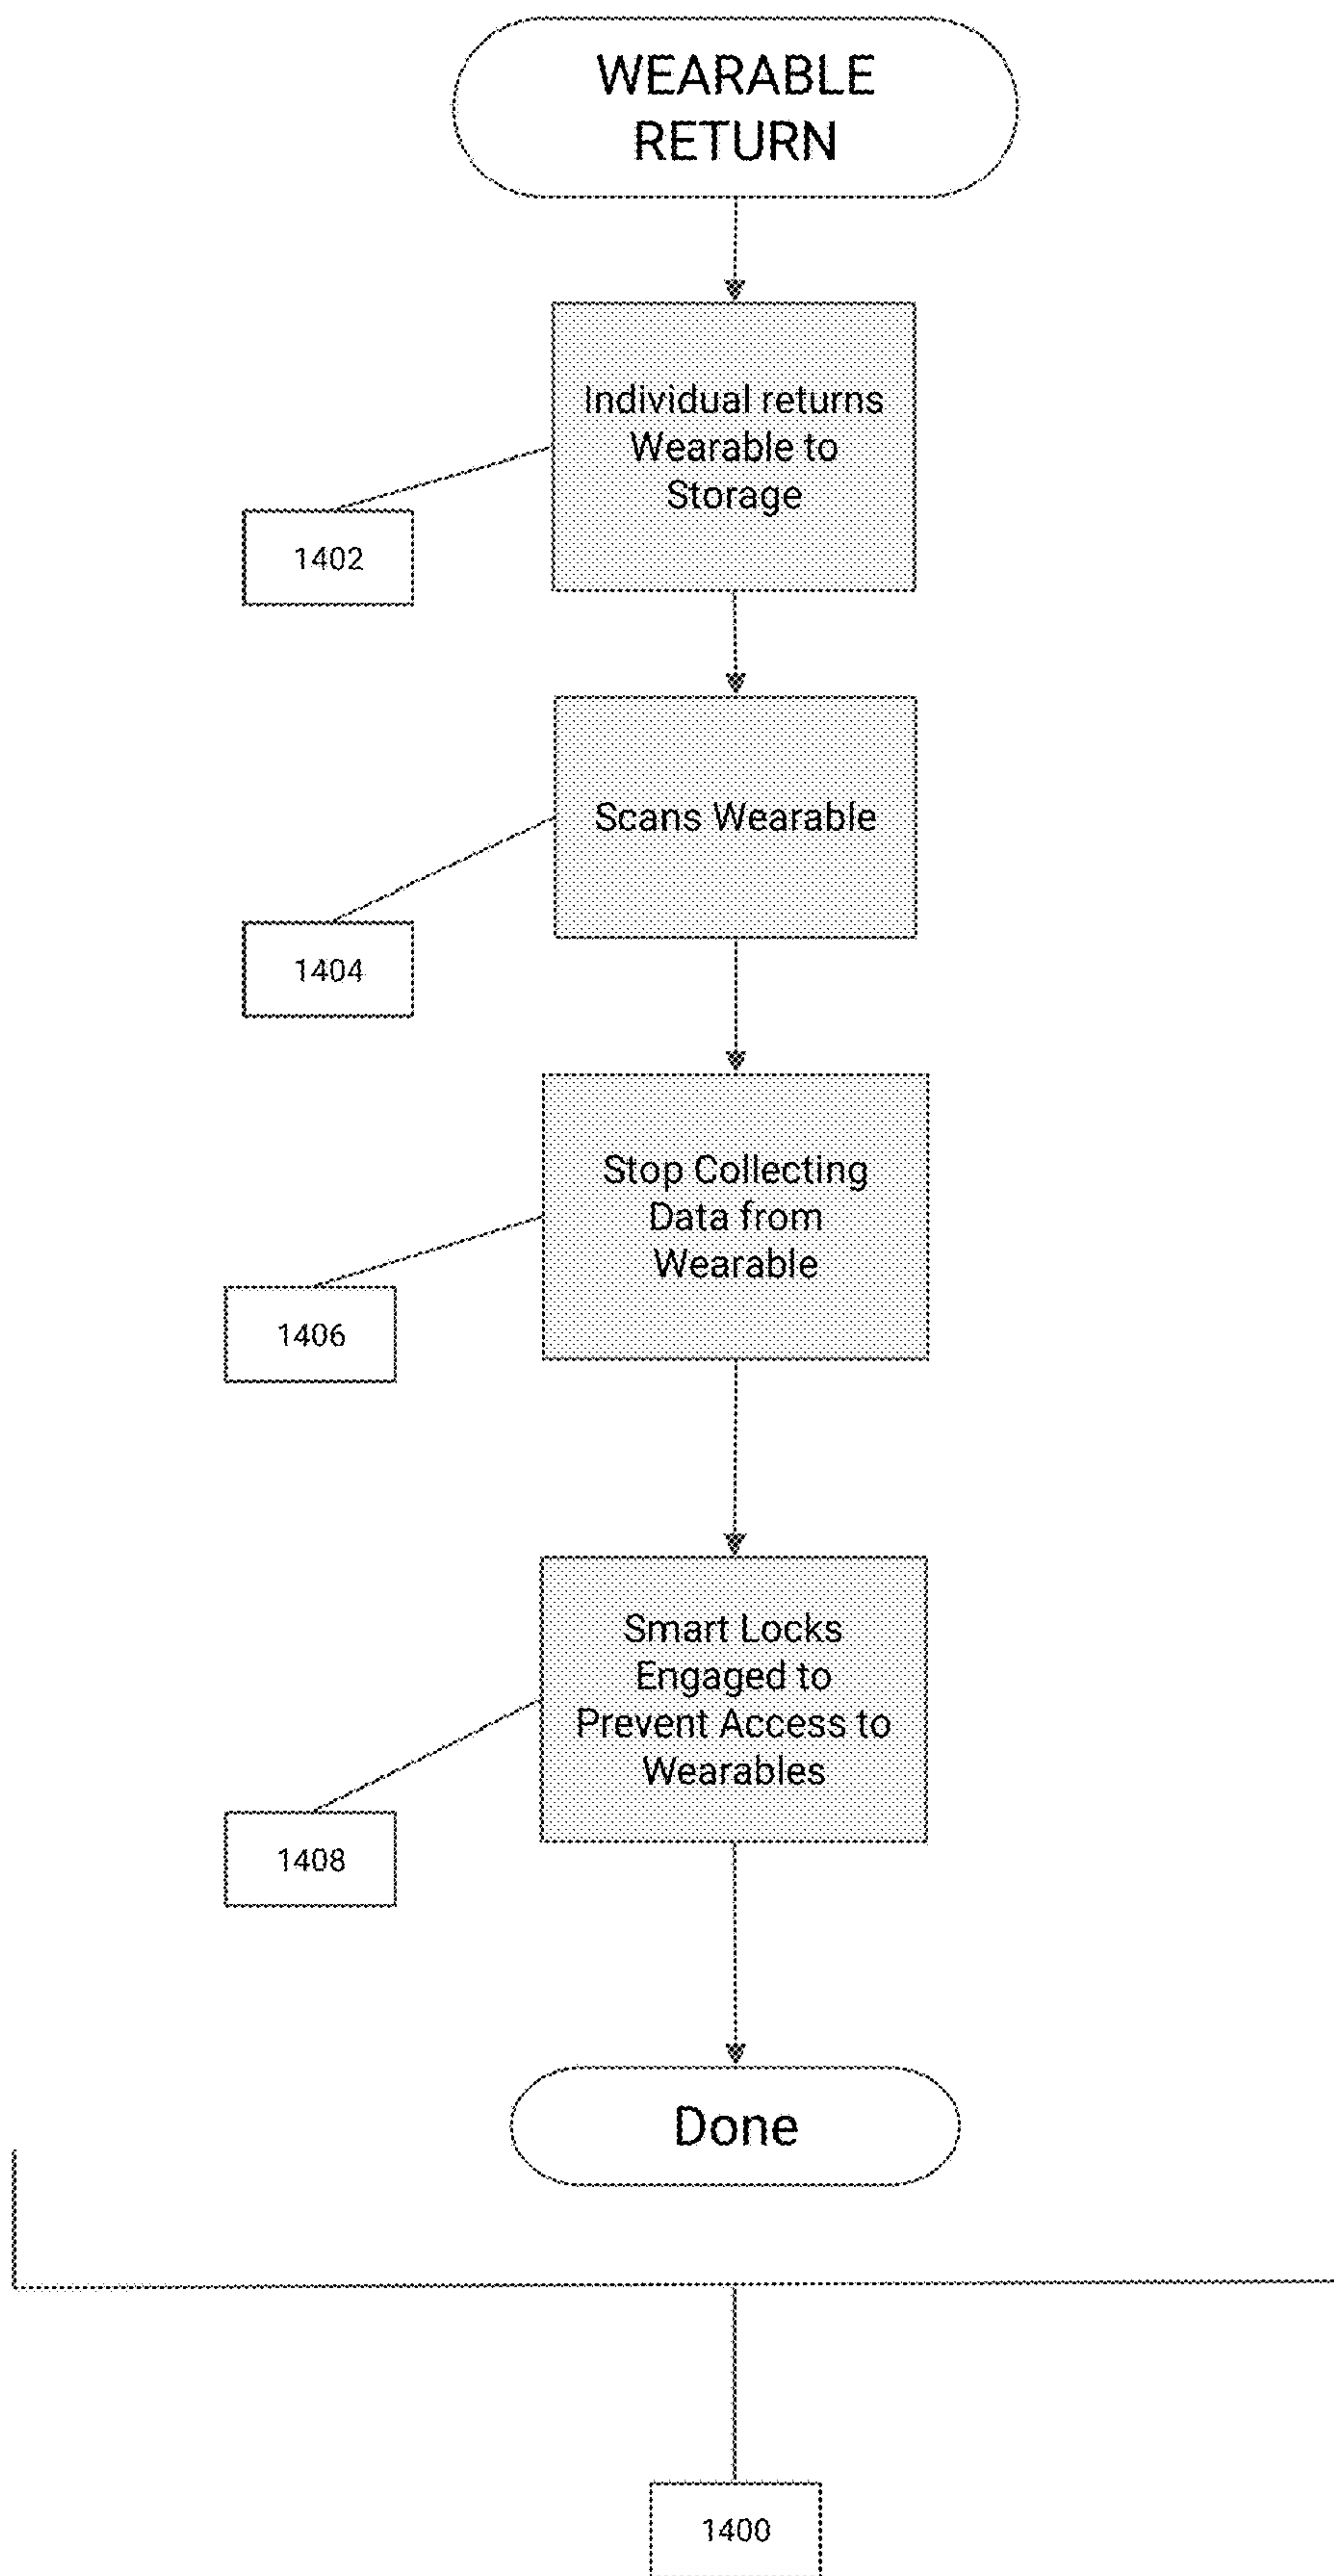 WEARABLE
RETURN
Individual returns
Wearable to
Storage
1402
Scans Wearable
1404
Stop Collecting
Data from
Wearable
1406
Smart Locks
Engaged to
Prevent Access to
Wearables
1408
Done
1400